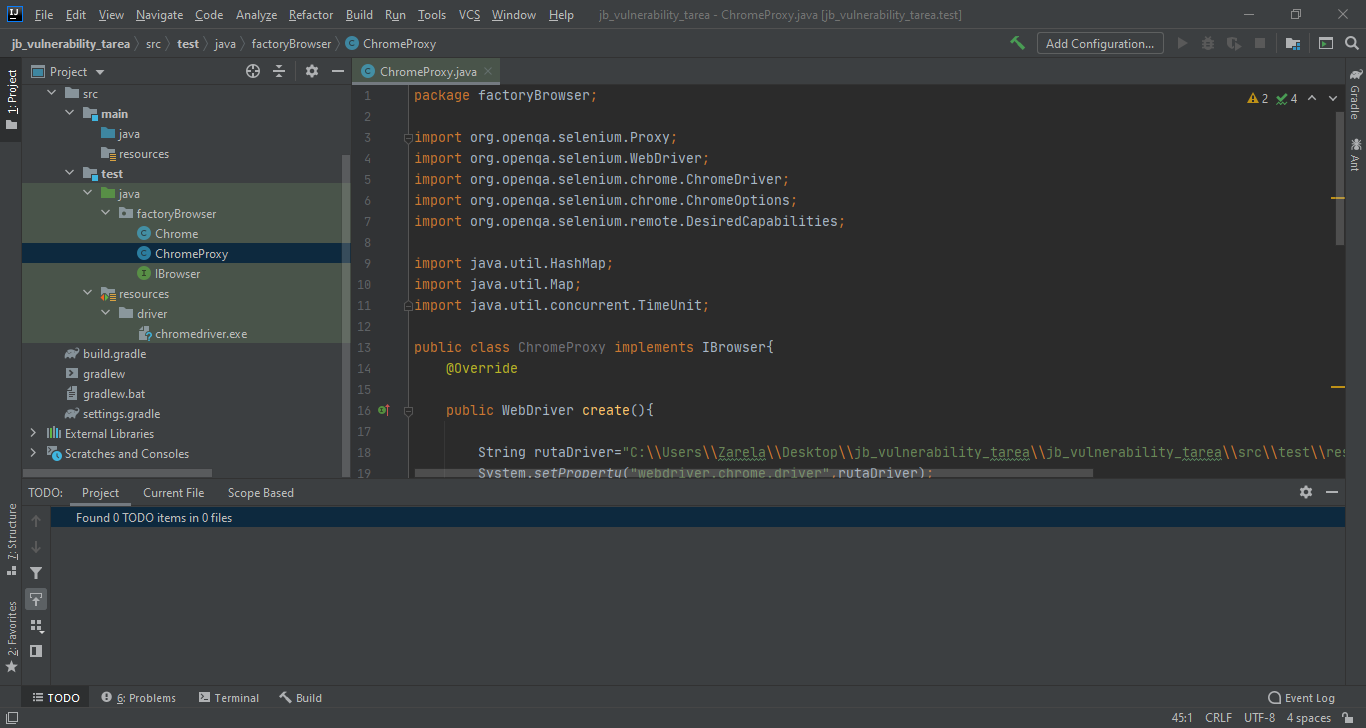 File Edit View Navigate Code Analyze Refactor Build Run Tools VCS Window Help jb_vulnerability_tarea - ChromeProxy.java [jb_vulnerability_tarea.test]
jb_vulnerability_tarea src test java factoryBrowser ChromeProxy Add Configuration...
1: Project
Project
src
main
java
resources
test
java
factoryBrowser
Chrome
ChromeProxy
IBrowser
resources
driver
chromedriver.exe
build.gradle
gradlew
gradlew.bat
settings.gradle
External Libraries
Scratches and Consoles
ChromeProxy.java
2 4
1 package factoryBrowser;
2
3 import org.openqa.selenium.Proxy;
4 import org.openqa.selenium.WebDriver;
5 import org.openqa.selenium.chrome.ChromeDriver;
6 import org.openqa.selenium.chrome.ChromeOptions;
7 import org.openqa.selenium.remote.DesiredCapabilities;
8
9 import java.util.HashMap;
10 import java.util.Map;
11 import java.util.concurrent.TimeUnit;
12
13 public class ChromeProxy implements IBrowser{
14 @Override
15
16 public WebDriver create(){
17
18 String rutaDriver="C:\\Users\\Zarela\\Desktop\\jb_vulnerability_tarea\\jb_vulnerability_tarea\\src\\test\\res
19 System.setProperty("webdriver.chrome.driver",rutaDriver);
Gradle
Ant
TODO: Project Current File Scope Based
Found 0 TODO items in 0 files
7: Structure
2: Favorites
TODO 6: Problems Terminal Build Event Log
45:1 CRLF UTF-8 4 spaces